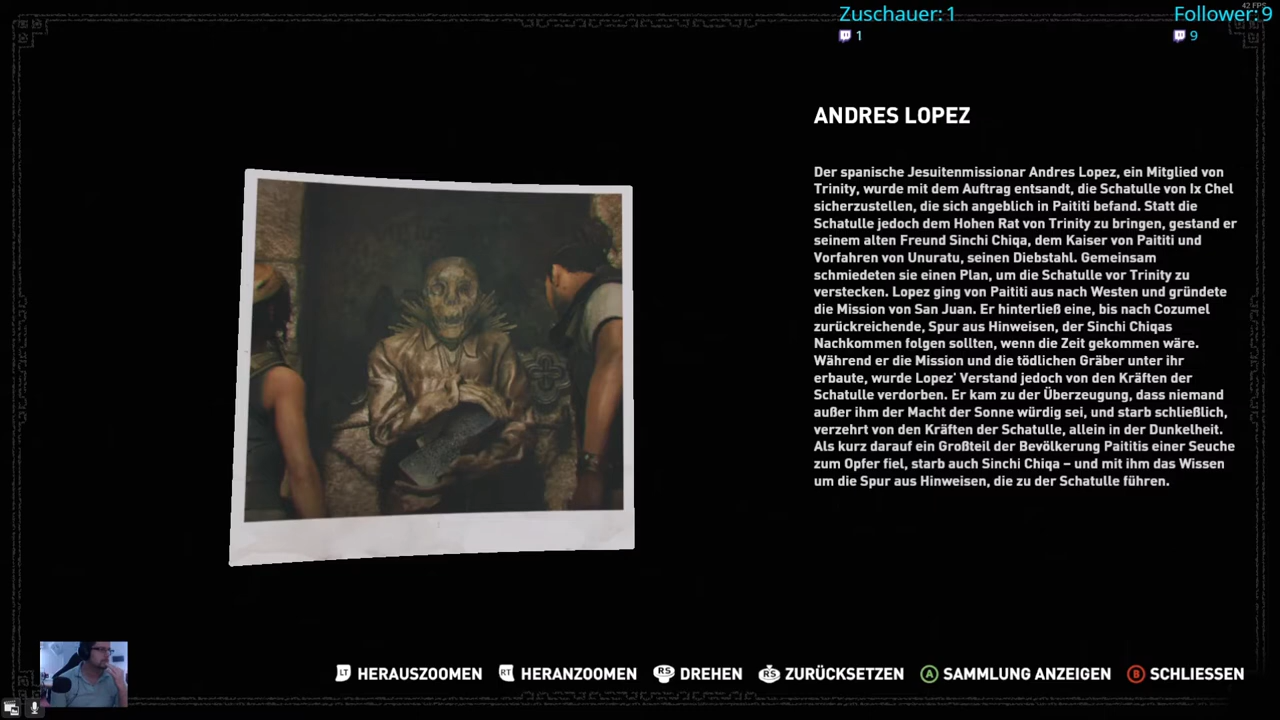 42 FPS
Zuschauer: 1
Follower: 9
1
9
ANDRES LOPEZ
Der spanische Jesuitenmissionar Andres Lopez, ein Mitglied von
Trinity, wurde mit dem Auftrag entsandt, die Schatulle von Ix Chel
sicherzustellen, die sich angeblich in Paititi befand. Statt die
Schatulle jedoch dem Hohen Rat von Trinity zu bringen, gestand er
seinem alten Freund Sinchi Chiqa, dem Kaiser von Paititi und
Vorfahren von Unuratu, seinen Diebstahl. Gemeinsam
schmiedeten sie einen Plan, um die Schatulle vor Trinity zu
verstecken. Lopez ging von Paititi aus nach Westen und gründete
die Mission von San Juan. Er hinterließ eine, bis nach Cozumel
zurückreichende, Spur aus Hinweisen, der Sinchi Chiqas
Nachkommen folgen sollten, wenn die Zeit gekommen wäre.
Während er die Mission und die tödlichen Gräber unter ihr
erbaute, wurde Lopez' Verstand jedoch von den Kräften der
Schatulle verdorben. Er kam zu der Überzeugung, dass niemand
außer ihm der Macht der Sonne würdig sei, und starb schließlich,
verzehrt von den Kräften der Schatulle, allein in der Dunkelheit.
Als kurz darauf ein Großteil der Bevölkerung Paititis einer Seuche
zum Opfer fiel, starb auch Sinchi Chiqa – und mit ihm das Wissen
um die Spur aus Hinweisen, die zu der Schatulle führen.
LT HERAUSZOOMEN RT HERANZOOMEN RS DREHEN RS ZURÜCKSETZEN A SAMMLUNG ANZEIGEN B SCHLIESSEN